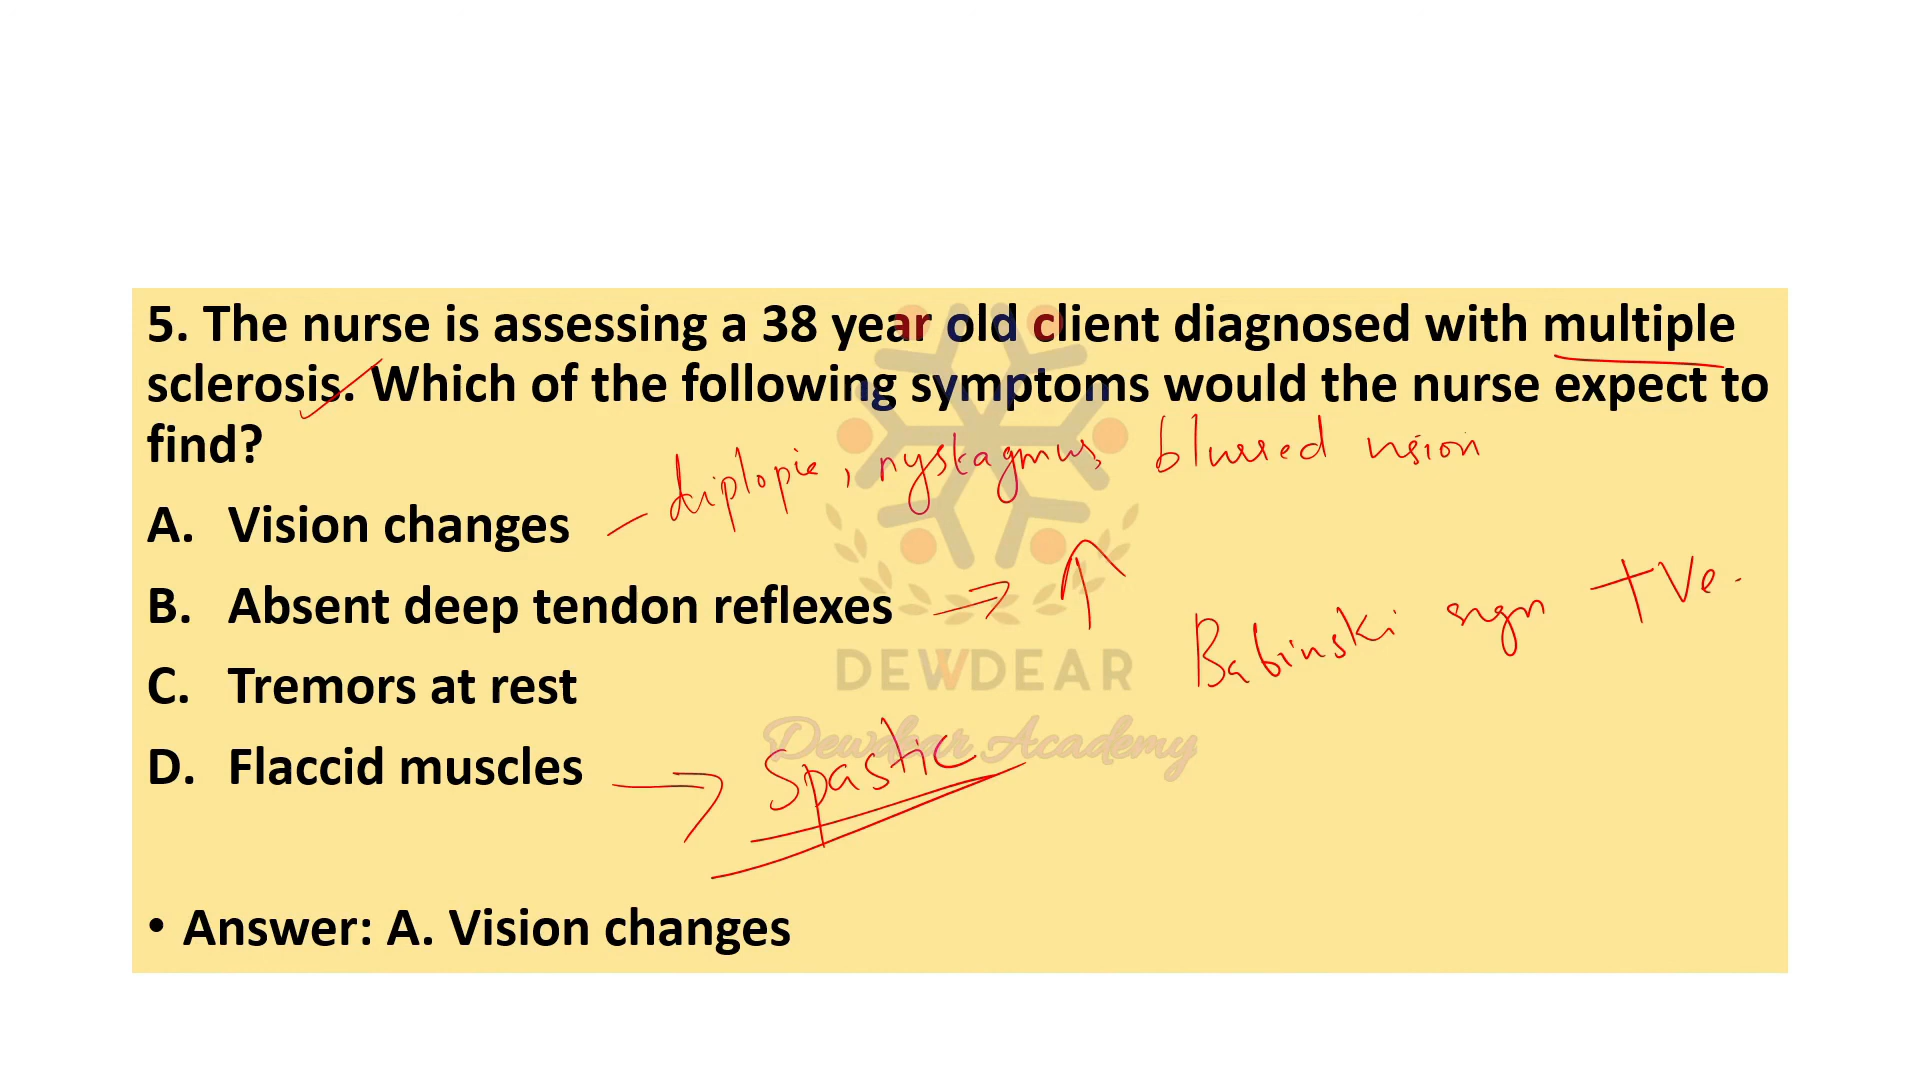 5. The nurse is assessing a 38 year old client diagnosed with multiple
sclerosis. Which of the following symptoms would the nurse expect to
find?
diplopie, nystagmus, blurred vision
A. Vision changes
B. Absent deep tendon reflexes
Babinski sign +Ve.
C. Tremors at rest
DEWDEAR
Dewdear Academy
D. Flaccid muscles
Spastic
• Answer: A. Vision changes